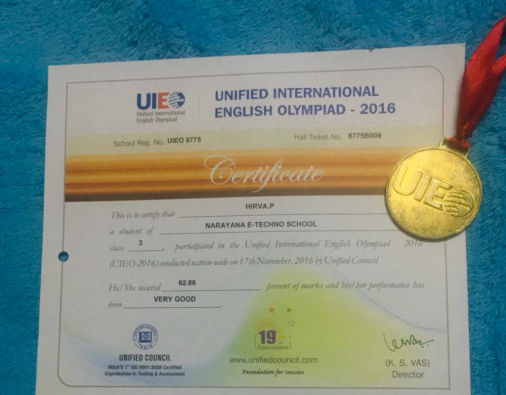 UIEO
Unified International
English Olympiad
UNIFIED INTERNATIONAL
ENGLISH OLYMPIAD - 2016
School Reg. No. UIEO 8775
Hall Ticket No. 8775B009
Certificate
This is to certify that HIRVA.P
a student of NARAYANA E-TECHNO SCHOOL
class 3, participated in the Unified International English Olympiad - 2016
(UIEO-2016) conducted nation-wide on 17th November, 2016 by Unified Council.
He/She secured 62.86 percent of marks and his/her performance has
been VERY GOOD
19
UNIFIED COUNCIL
INDIA'S 1st ISO 9001:2008 Certified
Organisation in Testing & Assessment
www.unifiedcouncil.com
Foundation for success
(K. S. VAS)
Director
UIEO